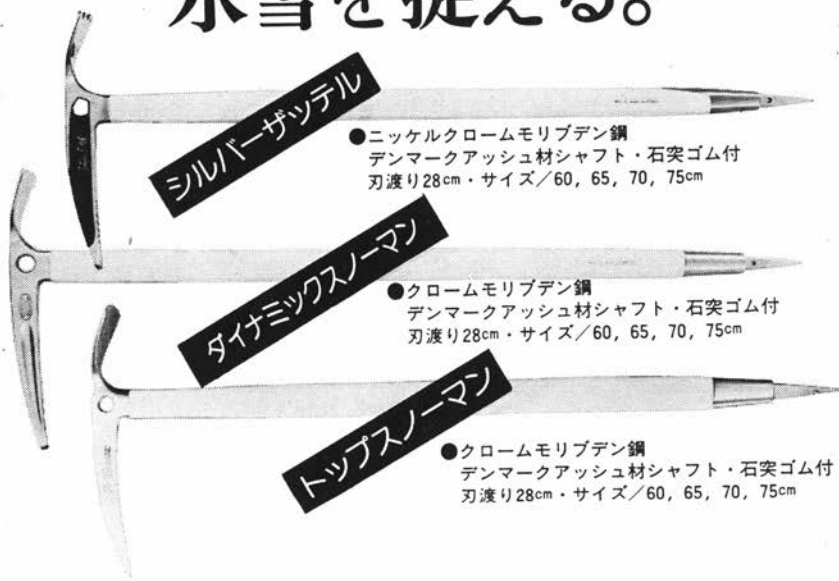 氷雪を捉える。
シルバーザッテル
●ニッケルクロームモリブデン鋼
デンマークアッシュ材シャフト・石突ゴム付
刃渡り28cm・サイズ／60, 65, 70, 75cm
ダイナミックスノーマン
●クロームモリブデン鋼
デンマークアッシュ材シャフト・石突ゴム付
刃渡り28cm・サイズ／60, 65, 70, 75cm
トップスノーマン
●クロームモリブデン鋼
デンマークアッシュ材シャフト・石突ゴム付
刃渡り28cm・サイズ／60, 65, 70, 75cm